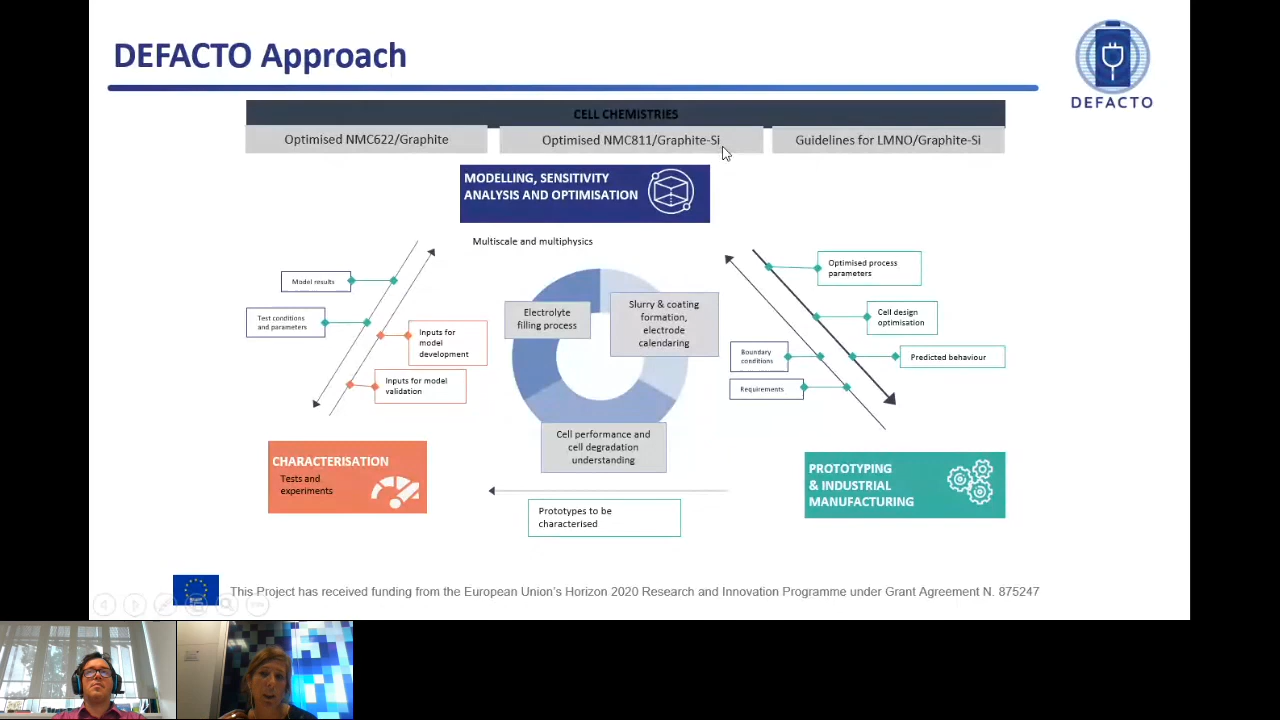 DEFACTO Approach
DEFACTO
CELL CHEMISTRIES
Optimised NMC622/Graphite
Optimised NMC811/Graphite-Si
Guidelines for LMNO/Graphite-Si
MODELLING, SENSITIVITY
ANALYSIS AND OPTIMISATION
Multiscale and multiphysics
Model results
Test conditions
and parameters
Inputs for
model
development
Inputs for model
validation
Electrolyte
filling process
Slurry & coating
formation,
electrode
calendaring
Cell performance and
cell degradation
understanding
Optimised process
parameters
Cell design
optimisation
Predicted behaviour
Boundary
conditions
Requirements
CHARACTERISATION
Tests and
experiments
PROTOTYPING
& INDUSTRIAL
MANUFACTURING
Prototypes to be
characterised
This Project has received funding from the European Union's Horizon 2020 Research and Innovation Programme under Grant Agreement N. 875247